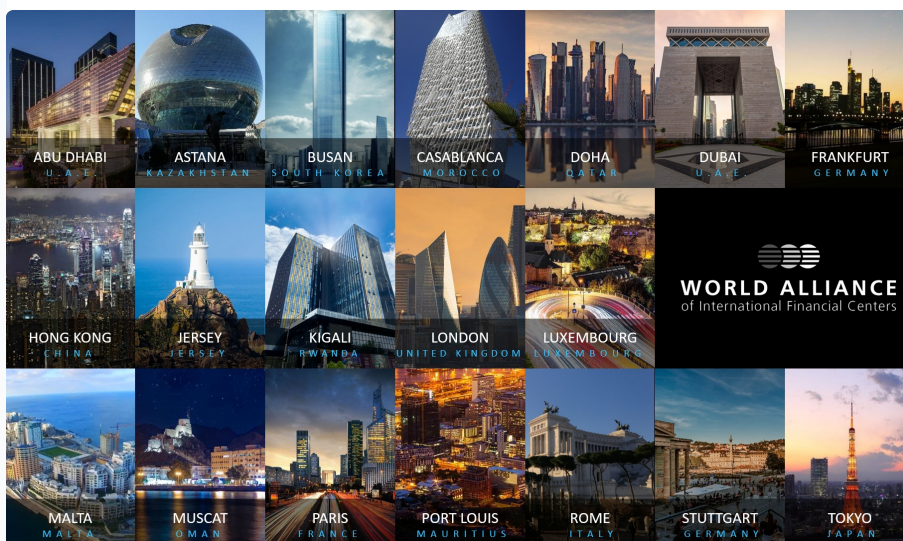 ABU DHABI
U.A.E.
ASTANA
KAZAKHSTAN
BUSAN
SOUTH KOREA
CASABLANCA
MOROCCO
DOHA
QATAR
DUBAI
U.A.E.
FRANKFURT
GERMANY
HONG KONG
CHINA
JERSEY
JERSEY
KIGALI
RWANDA
LONDON
UNITED KINGDOM
LUXEMBOURG
LUXEMBOURG
WORLD ALLIANCE
of International Financial Centers
MALTA
MALTA
MUSCAT
OMAN
PARIS
FRANCE
PORT LOUIS
MAURITIUS
ROME
ITALY
STUTTGART
GERMANY
TOKYO
JAPAN